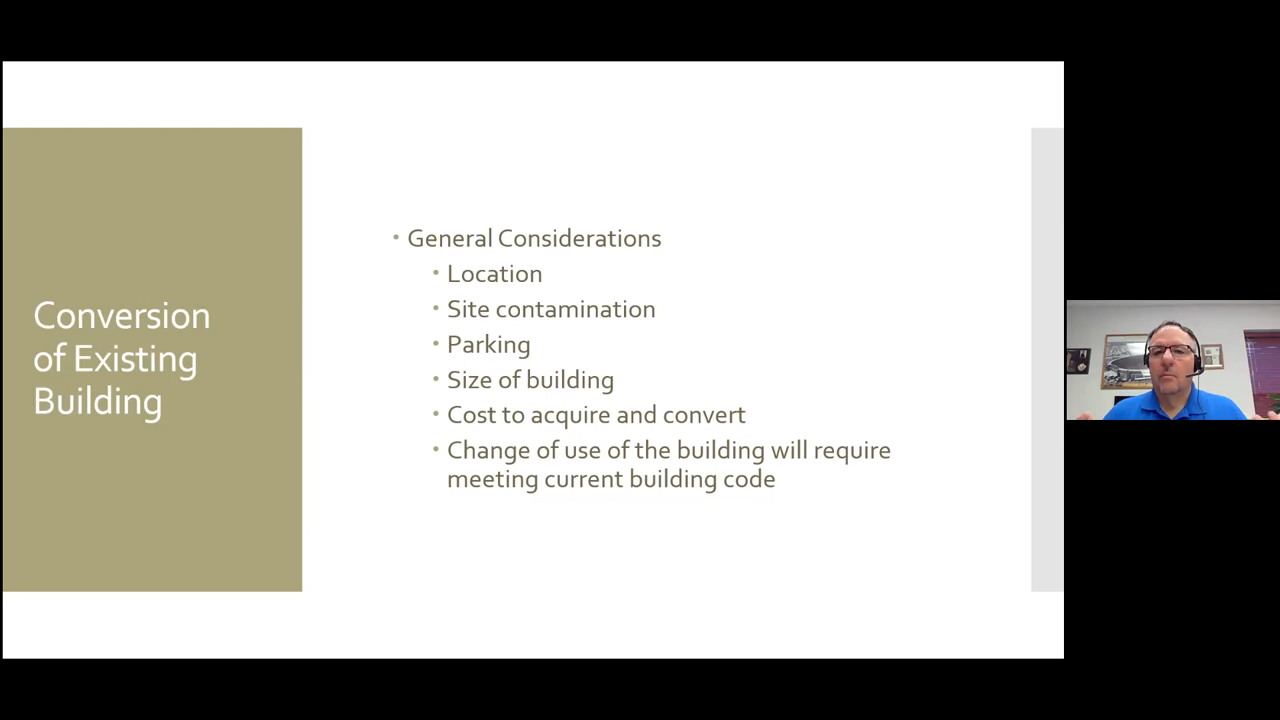 Conversion
of Existing
Building
• General Considerations
• Location
• Site contamination
• Parking
• Size of building
• Cost to acquire and convert
• Change of use of the building will require
meeting current building code